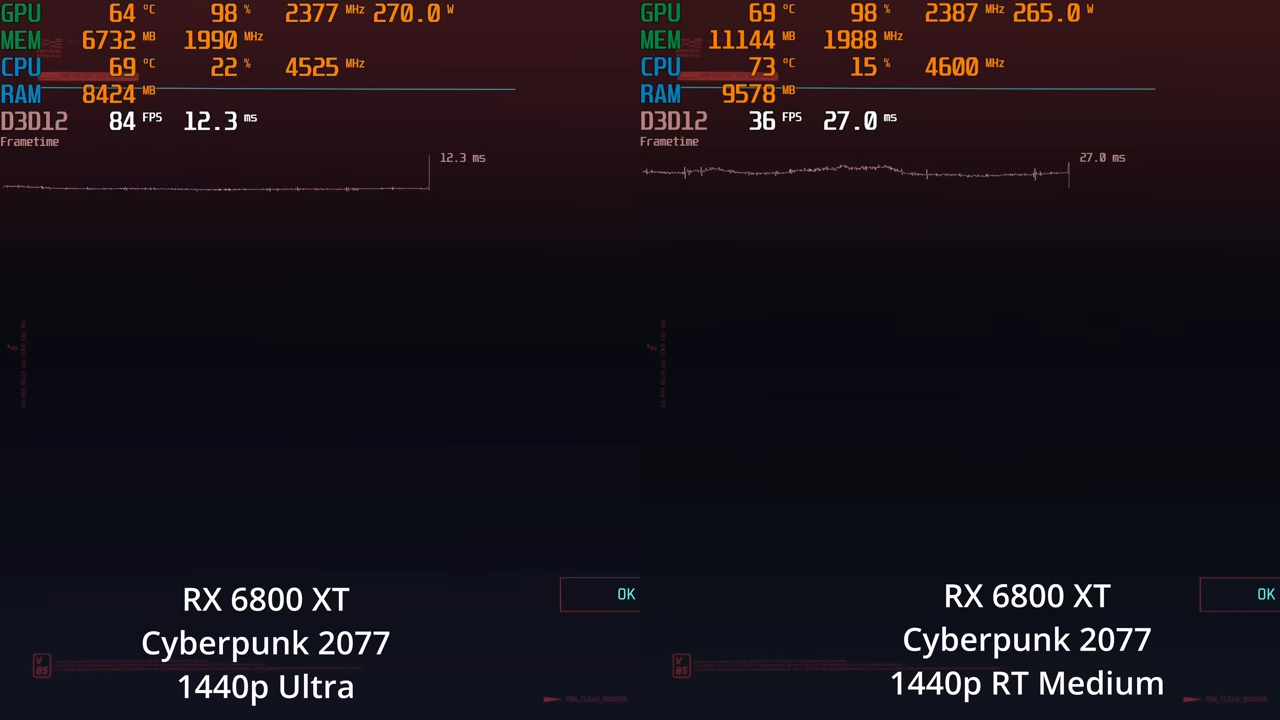 GPU 64 °C 98 % 2377 MHz 270.0 W
MEM 6732 MB 1990 MHz
CPU 69 °C 22 % 4525 MHz
RAM 8424 MB
D3D12 84 FPS 12.3 ms
Frametime
12.3 ms
OK
RX 6800 XT
Cyberpunk 2077
1440p Ultra
V
85
GPU 69 °C 98 % 2387 MHz 265.0 W
MEM 11144 MB 1988 MHz
CPU 73 °C 15 % 4600 MHz
RAM 9578 MB
D3D12 36 FPS 27.0 ms
Frametime
27.0 ms
OK
RX 6800 XT
Cyberpunk 2077
1440p RT Medium
V
85